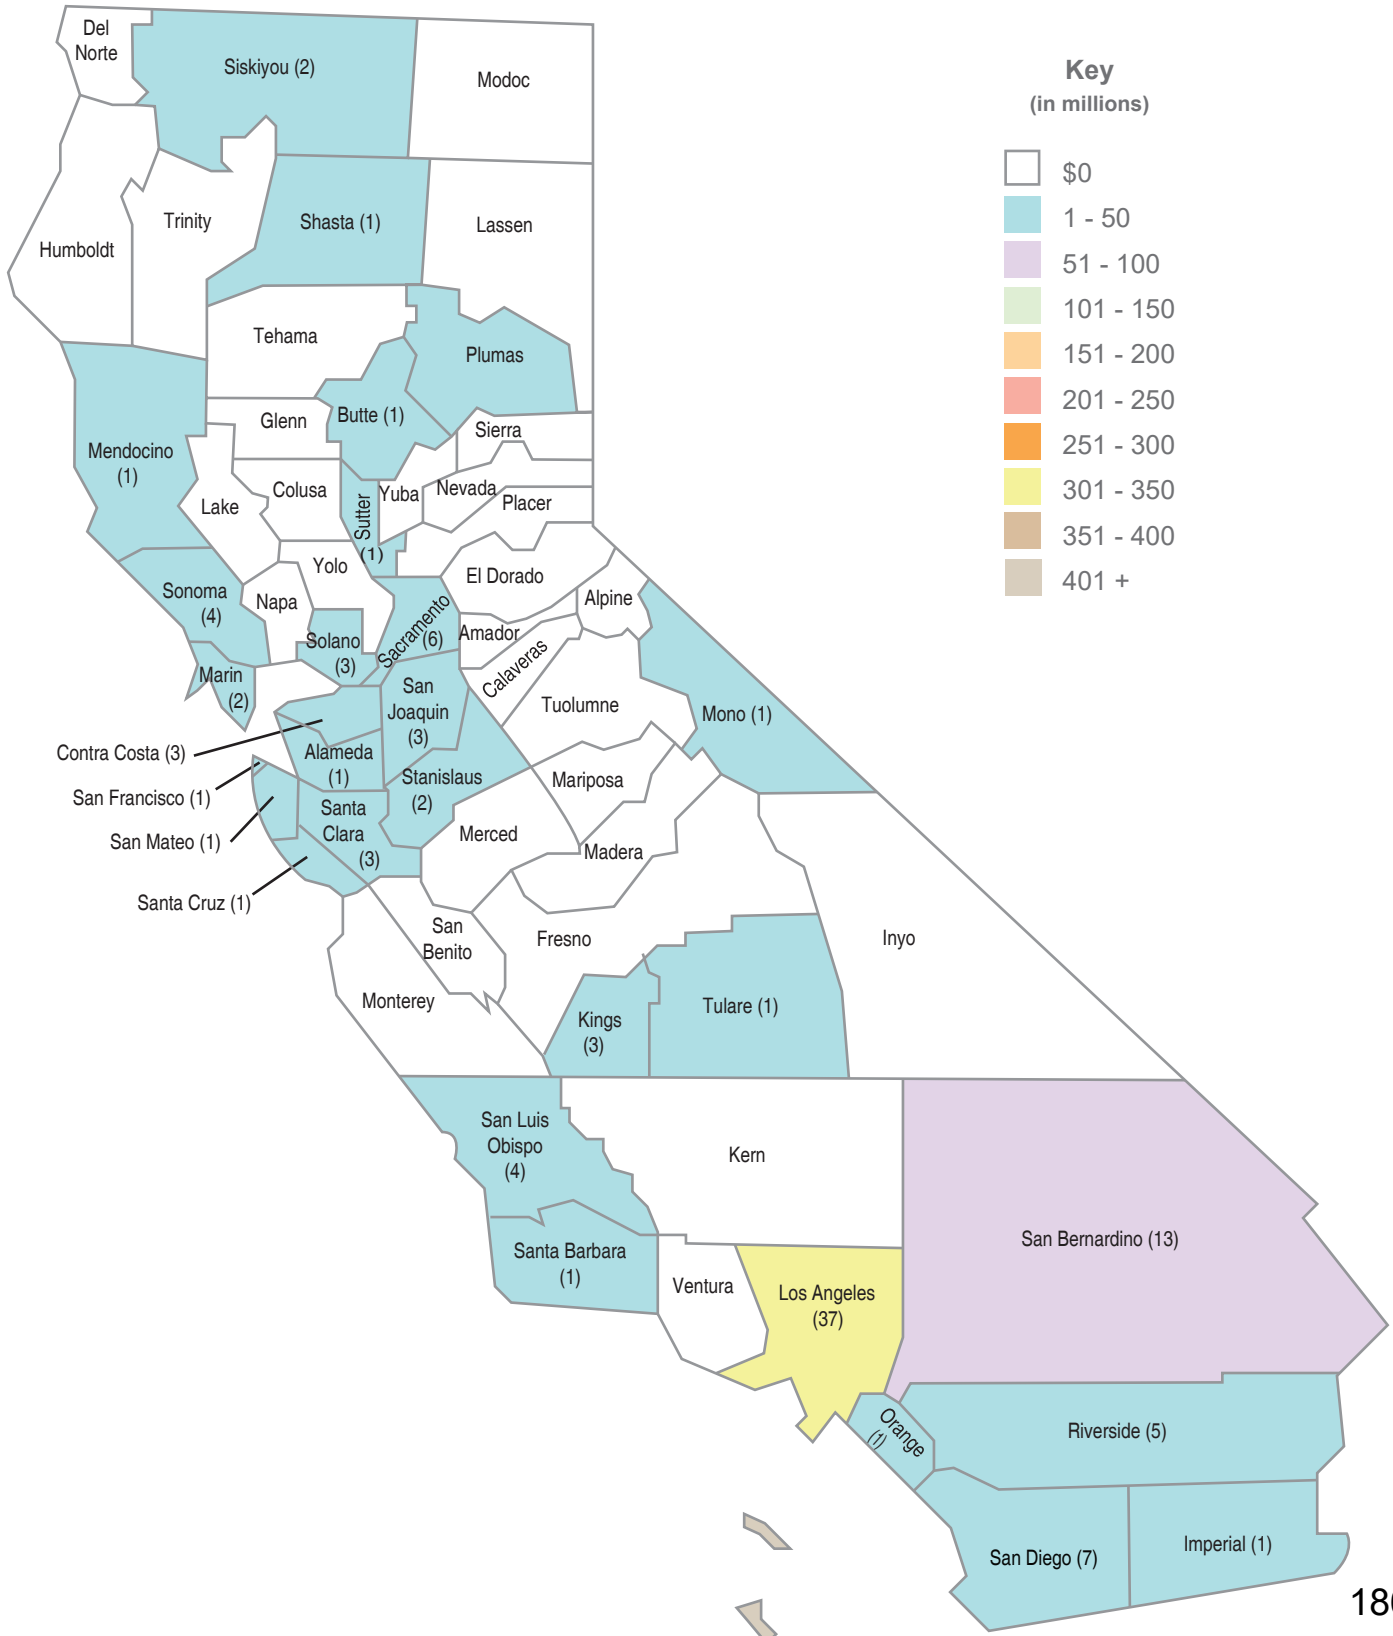 Del
Norte
Siskiyou (2)
Modoc
Key
(in millions)
$0
1 - 50
51 - 100
101 - 150
151 - 200
201 - 250
251 - 300
301 - 350
351 - 400
401 +
Humboldt
Trinity
Shasta (1)
Lassen
Tehama
Plumas
Glenn
Butte (1)
Sierra
Mendocino
(1)
Lake
Colusa
Sutter
(1)
Yuba
Nevada
Placer
Yolo
El Dorado
Sonoma
(4)
Napa
Solano
(3)
Sacramento
(6)
Amador
Alpine
Calaveras
Marin
(2)
San
Joaquin
(3)
Tuolumne
Mono (1)
Contra Costa (3)
Alameda
(1)
Stanislaus
(2)
Mariposa
San Francisco (1)
San Mateo (1)
Santa
Clara
(3)
Merced
Madera
Santa Cruz (1)
San
Benito
Fresno
Inyo
Monterey
Kings
(3)
Tulare (1)
San Luis
Obispo
(4)
Kern
Santa Barbara
(1)
Ventura
Los Angeles
(37)
San Bernardino (13)
Orange
(1)
Riverside (5)
San Diego (7)
Imperial (1)